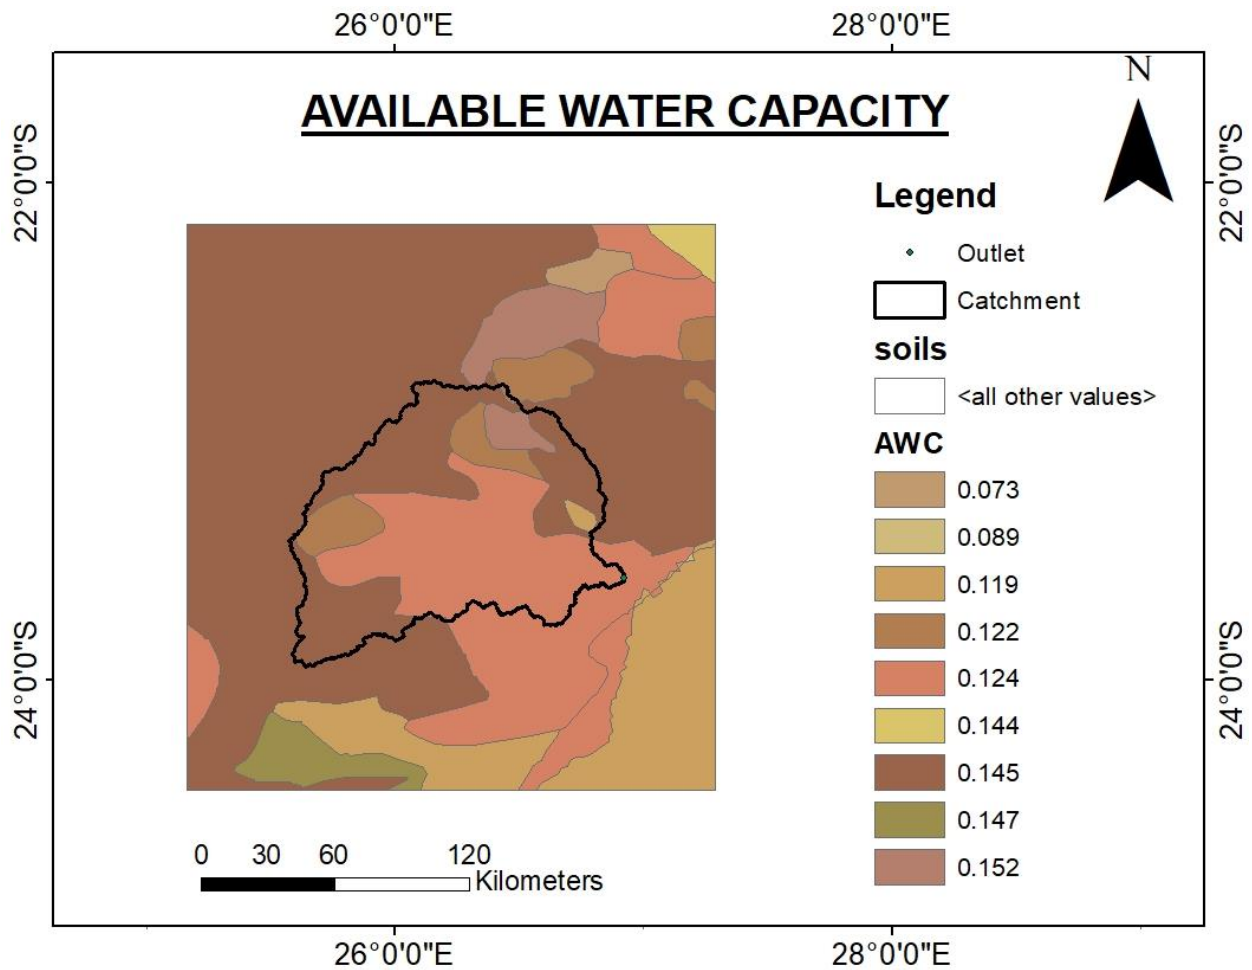 26°0'0"E 28°0'0"E
N
AVAILABLE WATER CAPACITY
22°0'0"S
22°0'0"S
Legend
Outlet
Catchment
soils
<all other values>
AWC
0.073
0.089
0.119
0.122
0.124
0.144
0.145
0.147
0.152
24°0'0"S
24°0'0"S
0 30 60 120
Kilometers
26°0'0"E 28°0'0"E